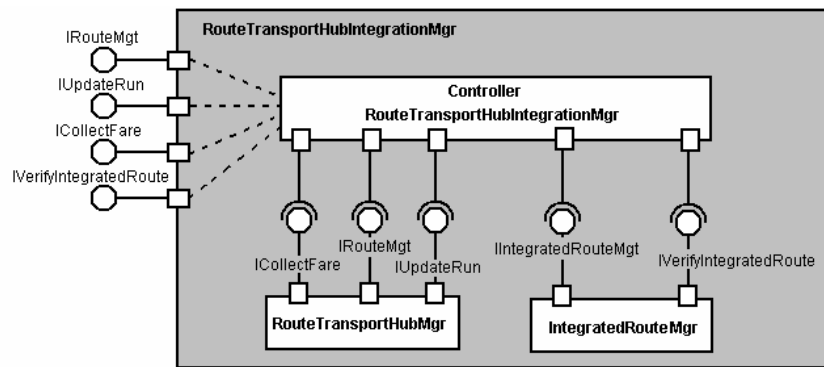 RouteTransportHubIntegrationMgr
IRouteMgt
IUpdateRun
ICollectFare
IVerifyIntegratedRoute
Controller
RouteTransportHubIntegrationMgr
ICollectFare
IRouteMgt
IUpdateRun
IIntegratedRouteMgt
IVerifyIntegratedRoute
RouteTransportHubMgr
IntegratedRouteMgr